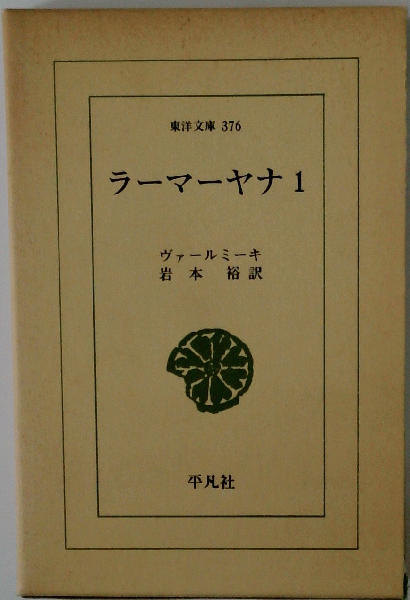 東洋文庫 376
ラーマーヤナ 1
ヴァールミーキ
岩本 裕訳
平凡社